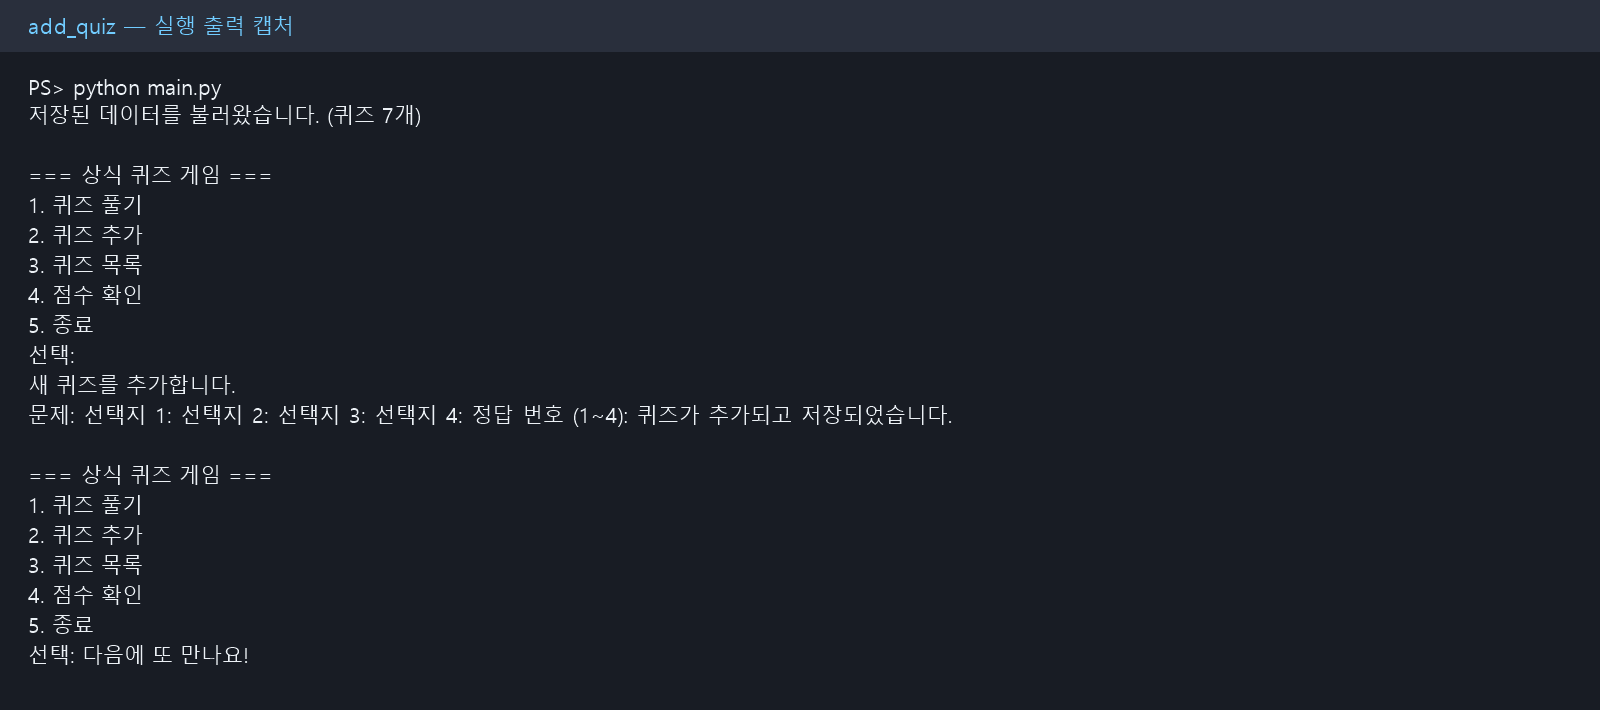 add_quiz — 실행 출력 캡처
PS> python main.py
저장된 데이터를 불러왔습니다. (퀴즈 7개)
=== 상식 퀴즈 게임 ===
1. 퀴즈 풀기
2. 퀴즈 추가
3. 퀴즈 목록
4. 점수 확인
5. 종료
선택:
새 퀴즈를 추가합니다.
문제: 선택지 1: 선택지 2: 선택지 3: 선택지 4: 정답 번호 (1~4): 퀴즈가 추가되고 저장되었습니다.
=== 상식 퀴즈 게임 ===
1. 퀴즈 풀기
2. 퀴즈 추가
3. 퀴즈 목록
4. 점수 확인
5. 종료
선택: 다음에 또 만나요!